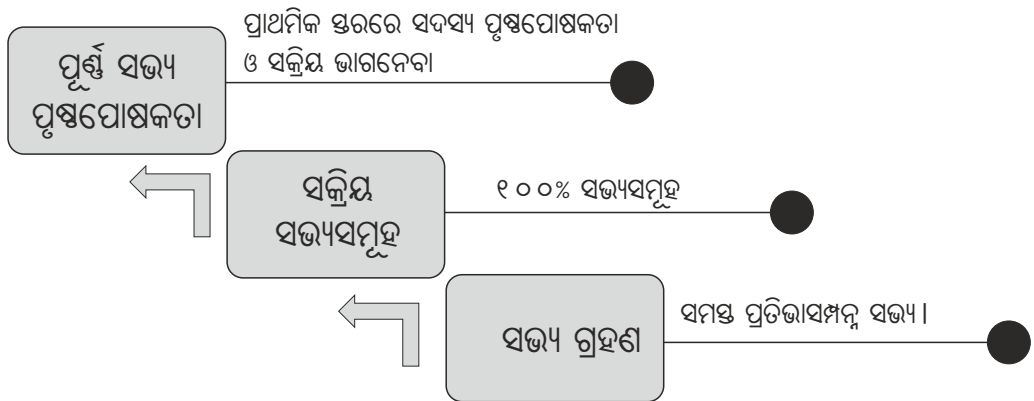 ପ୍ରାଥମିକ ସ୍ତରରେ ସଦସ୍ୟ ପୃଷ୍ଠପୋଷକତା
ଓ ସକ୍ରିୟ ଭାଗନେବା
ପୂର୍ଣ୍ଣ ସଭ୍ୟ
ପୃଷ୍ଠପୋଷକତା
ସକ୍ରିୟ
ସଭ୍ୟସମୂହ
୧୦୦% ସଭ୍ୟସମୂହ
ସଭ୍ୟ ଗ୍ରହଣ
ସମସ୍ତ ପ୍ରତିଭାସମ୍ପନ୍ନ ସଭ୍ୟ।